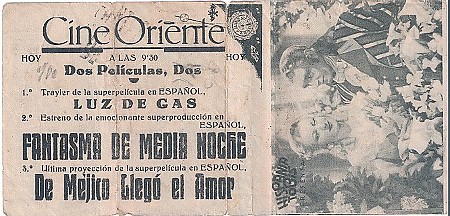 Cine Oriente
HOY A LAS 9'30 HOY
Dos Películas, Dos
1.º Trayler de la superpelícula en ESPAÑOL,
LUZ DE GAS
2.º Estreno de la emocionante superproducción en
ESPAÑOL,
FANTASMA DE MEDIA NOCHE
3.º Ultima proyección de la superpelícula en ESPAÑOL,
De Méjico llegó el Amor